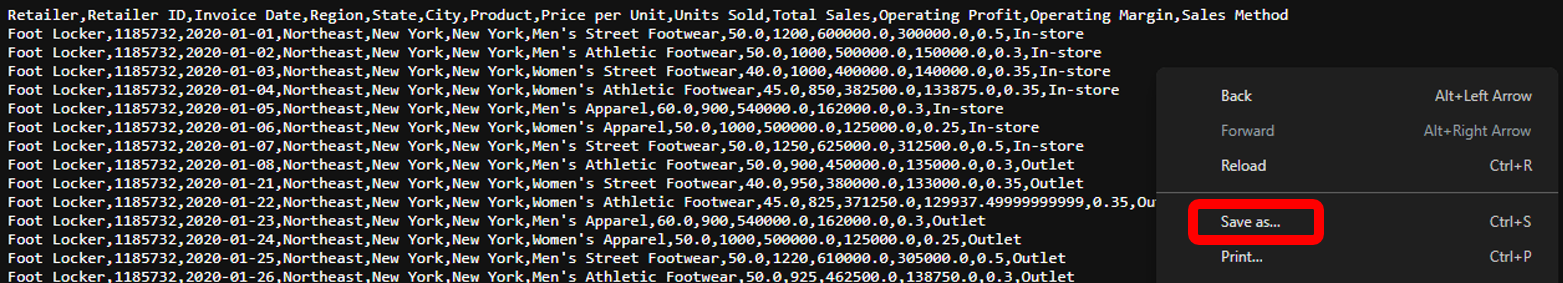 Retailer,Retailer ID,Invoice Date,Region,State,City,Product,Price per Unit,Units Sold,Total Sales,Operating Profit,Operating Margin,Sales Method
Foot Locker,1185732,2020-01-01,Northeast,New York,New York,Men's Street Footwear,50.0,1200,600000.0,300000.0,0.5,In-store
Foot Locker,1185732,2020-01-02,Northeast,New York,New York,Men's Athletic Footwear,50.0,1000,500000.0,150000.0,0.3,In-store
Foot Locker,1185732,2020-01-03,Northeast,New York,New York,Women's Street Footwear,40.0,1000,400000.0,140000.0,0.35,In-store
Foot Locker,1185732,2020-01-04,Northeast,New York,New York,Women's Athletic Footwear,45.0,850,382500.0,133875.0,0.35,In-store
Foot Locker,1185732,2020-01-05,Northeast,New York,New York,Men's Apparel,60.0,900,540000.0,162000.0,0.3,In-store
Foot Locker,1185732,2020-01-06,Northeast,New York,New York,Women's Apparel,50.0,1000,500000.0,125000.0,0.25,In-store
Foot Locker,1185732,2020-01-07,Northeast,New York,New York,Men's Street Footwear,50.0,1250,625000.0,312500.0,0.5,In-store
Foot Locker,1185732,2020-01-08,Northeast,New York,New York,Men's Athletic Footwear,50.0,900,450000.0,135000.0,0.3,Outlet
Foot Locker,1185732,2020-01-21,Northeast,New York,New York,Women's Street Footwear,40.0,950,380000.0,133000.0,0.35,Outlet
Foot Locker,1185732,2020-01-22,Northeast,New York,New York,Women's Athletic Footwear,45.0,825,371250.0,129937.49999999999,0.35,Ou
Foot Locker,1185732,2020-01-23,Northeast,New York,New York,Men's Apparel,60.0,900,540000.0,162000.0,0.3,Outlet
Foot Locker,1185732,2020-01-24,Northeast,New York,New York,Women's Apparel,50.0,1000,500000.0,125000.0,0.25,Outlet
Foot Locker,1185732,2020-01-25,Northeast,New York,New York,Men's Street Footwear,50.0,1220,610000.0,305000.0,0.5,Outlet
Foot Locker,1185732,2020-01-26,Northeast,New York,New York,Men's Athletic Footwear,50.0,925,462500.0,138750.0,0.3,Outlet
Back Alt+Left Arrow
Forward Alt+Right Arrow
Reload Ctrl+R
Save as... Ctrl+S
Print... Ctrl+P